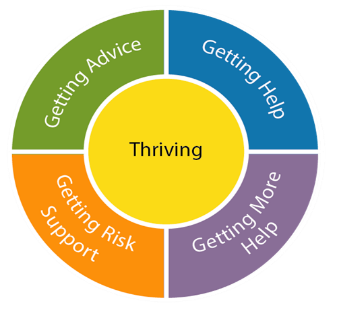 Getting Advice
Getting Help
Thriving
Getting Risk
Support
Getting More
Help